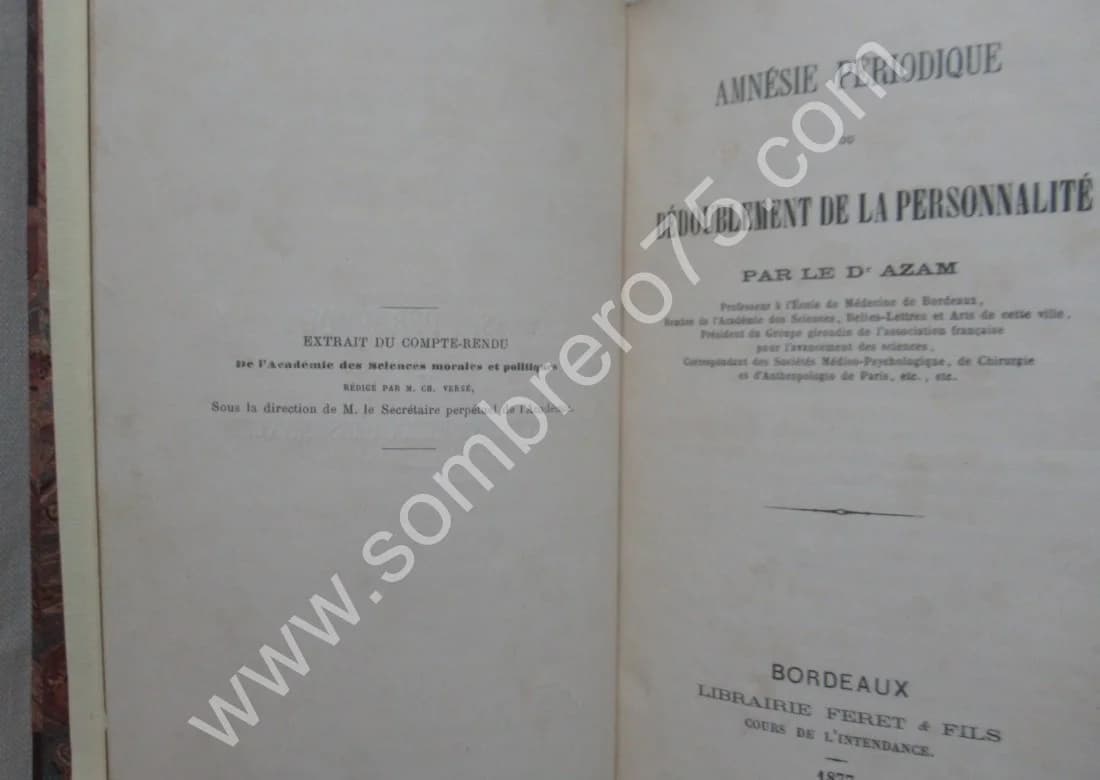 EXTRAIT DU COMPTE-RENDU
De l'Académie des Sciences morales et politiques
RÉDIGÉ PAR M. CH. VERGÉ,
Sous la direction de M. le Secrétaire perpétuel de l'Académie.
AMNÉSIE PÉRIODIQUE
OU
DÉDOUBLEMENT DE LA PERSONNALITÉ
PAR LE Dr AZAM
Professeur à l'École de Médecine de Bordeaux,
Membre de l'Académie des Sciences, Belles-Lettres et Arts de cette ville,
Président du Groupe girondin de l'association française
pour l'avancement des sciences,
Correspondant des Sociétés Médico-Psychologique, de Chirurgie
et d'Anthropologie de Paris, etc., etc.
BORDEAUX
LIBRAIRIE FERET & FILS
COURS DE L'INTENDANCE.
1877
www.sombrero75.com